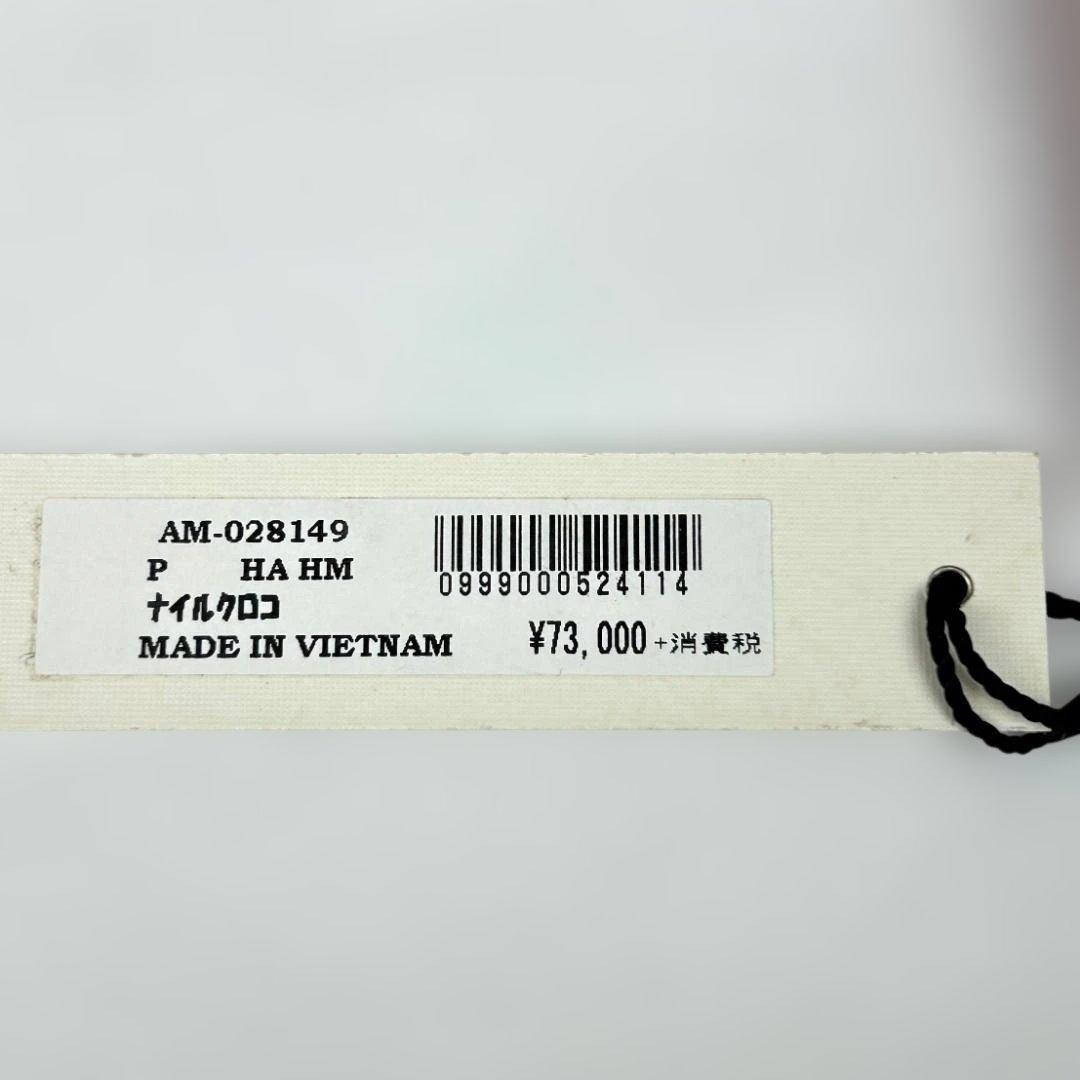 AM-028149
P HA HM
ﾅｲﾙｸﾛｺ
MADE IN VIETNAM
0999000524114
¥73,000+消費税